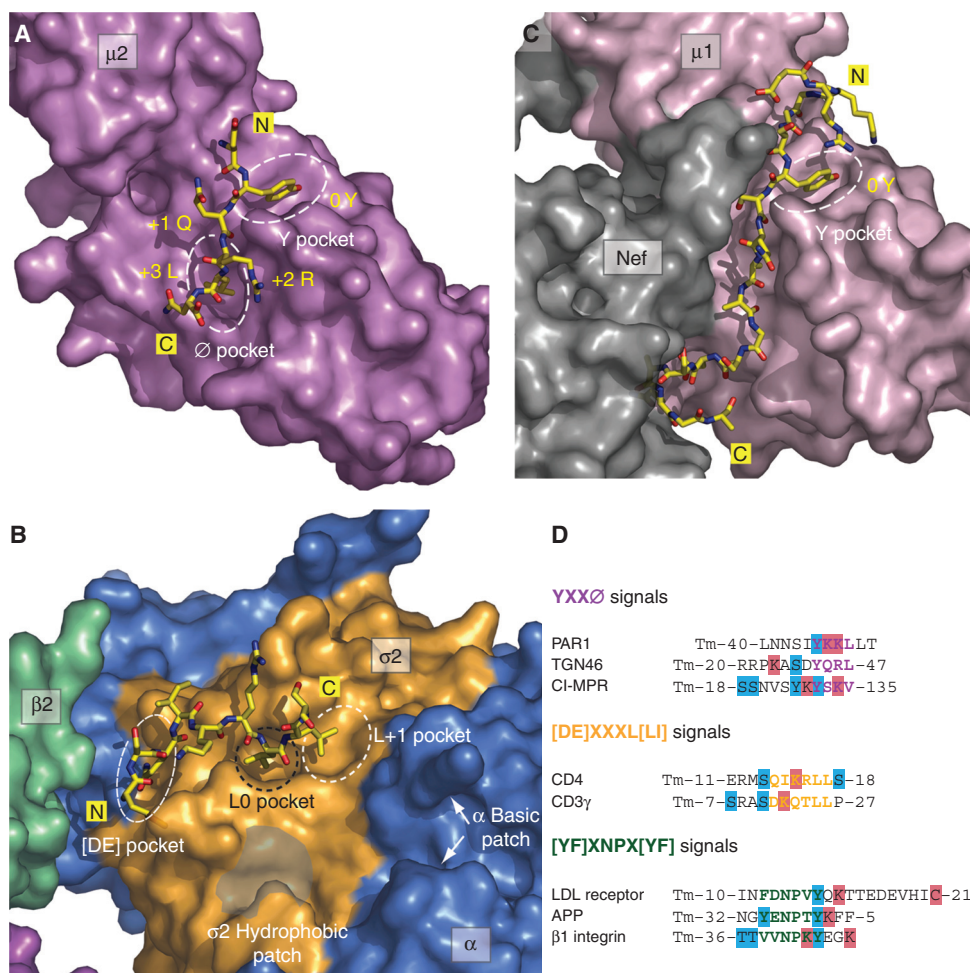 A
μ2
N
0 Y
Y pocket
+1 Q
+3 L
+2 R
C
Ø pocket
C
μ1
N
0 Y
Y pocket
Nef
C
B
β2
σ2
C
L+1 pocket
L0 pocket
N
[DE] pocket
α Basic
patch
σ2 Hydrophobic
patch
α
D
YXXØ signals
PAR1 Tm-40-LNNSIYKKLLT
TGN46 Tm-20-RRPKASDYQRL-47
CI-MPR Tm-18-SSNVSYKYSKV-135
[DE]XXXL[LI] signals
CD4 Tm-11-ERMSQIKRLLS-18
CD3γ Tm-7-SRASDKQTLLP-27
[YF]XNPX[YF] signals
LDL receptor Tm-10-INFDNPVYQKTTEDEVHIC-21
APP Tm-32-NGYENPTYKFF-5
β1 integrin Tm-36-TTVVNPKYEGK